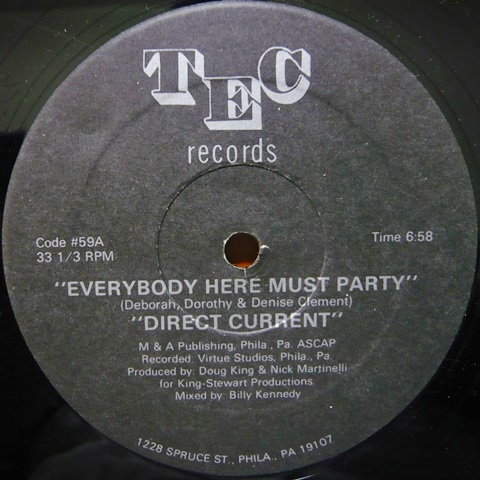 TEC
records
Code #59A
Time 6:58
33 1/3 RPM
"EVERYBODY HERE MUST PARTY"
(Deborah, Dorothy & Denise Clement)
"DIRECT CURRENT"
M & A Publishing, Phila., Pa. ASCAP
Recorded: Virtue Studios, Phila., Pa.
Produced by: Doug King & Nick Martinelli
for King-Stewart Productions
Mixed by: Billy Kennedy
1228 SPRUCE ST., PHILA., PA 19107